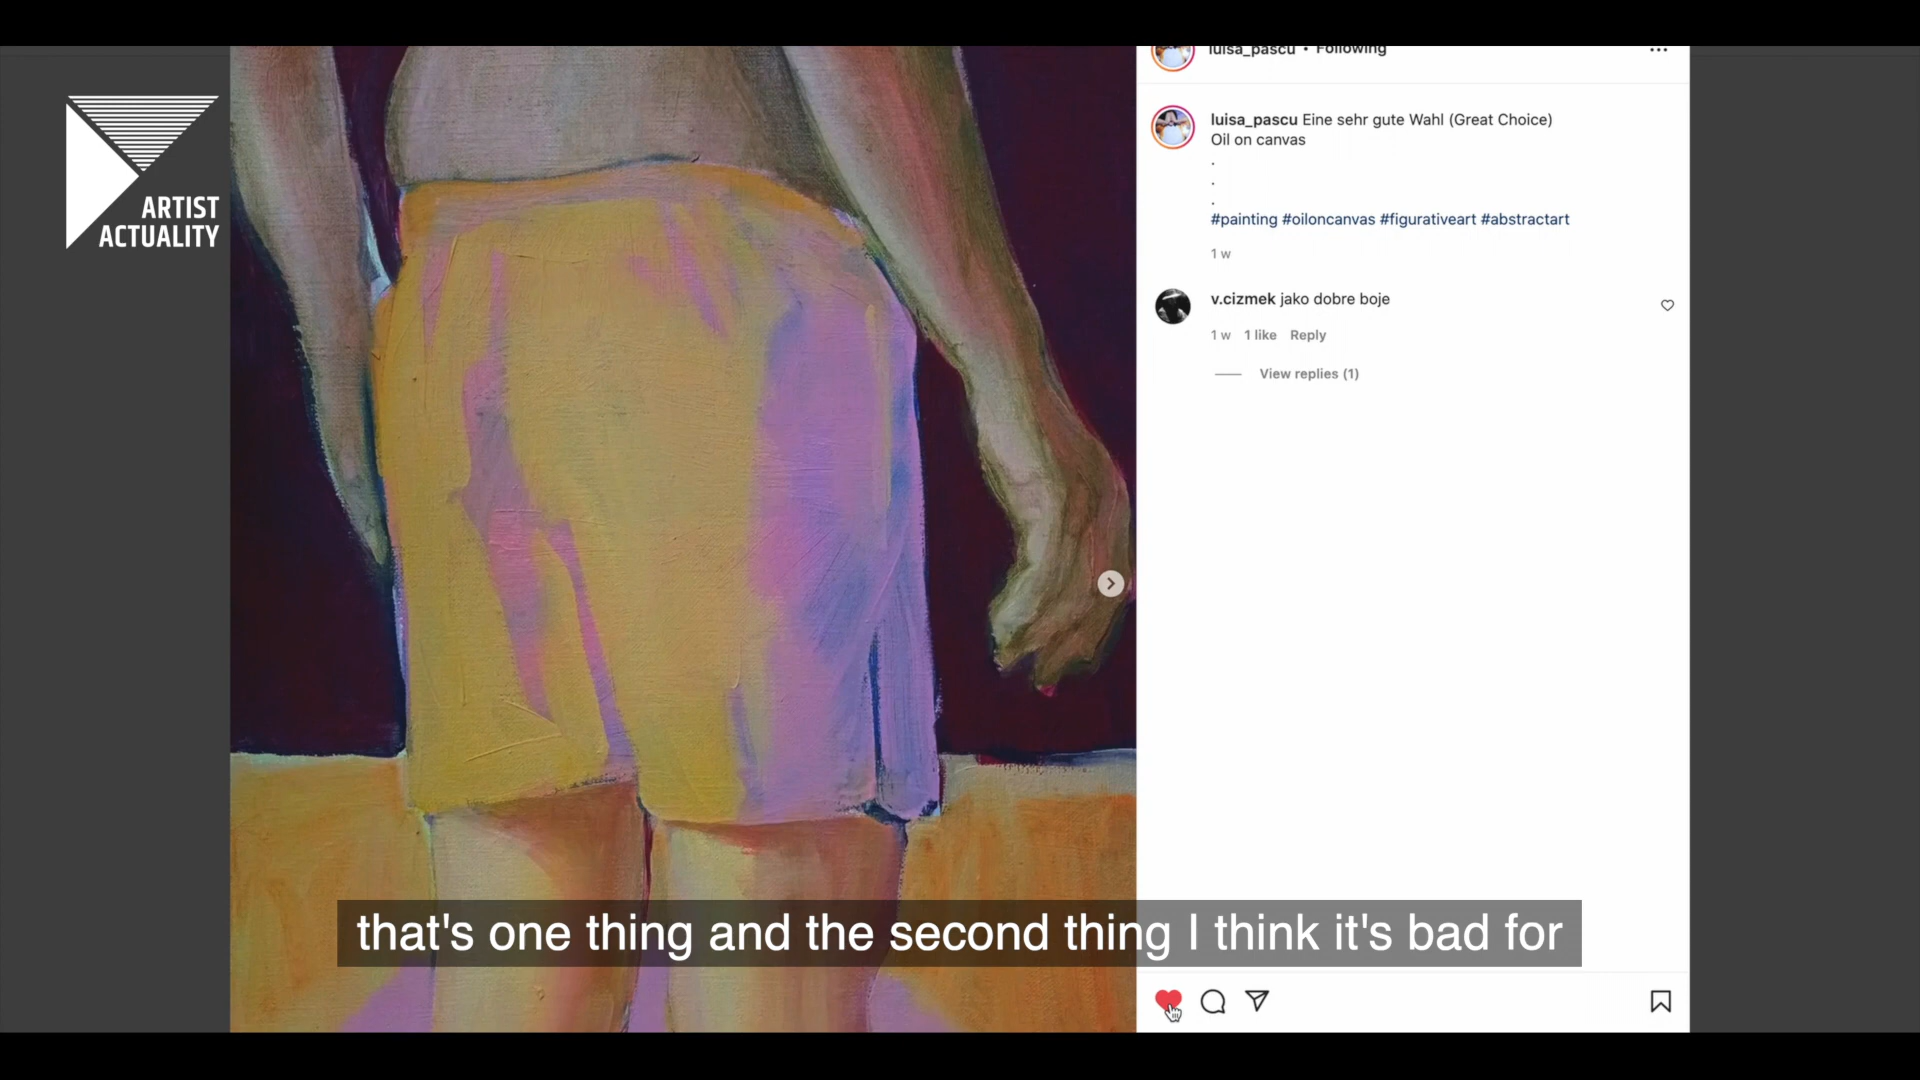 luisa_pascu • Following
ARTIST
ACTUALITY
luisa_pascu Eine sehr gute Wahl (Great Choice)
Oil on canvas
.
.
.
#painting #oiloncanvas #figurativeart #abstractart
1 w
v.cizmek jako dobre boje
1 w 1 like Reply
View replies (1)
that's one thing and the second thing I think it's bad for